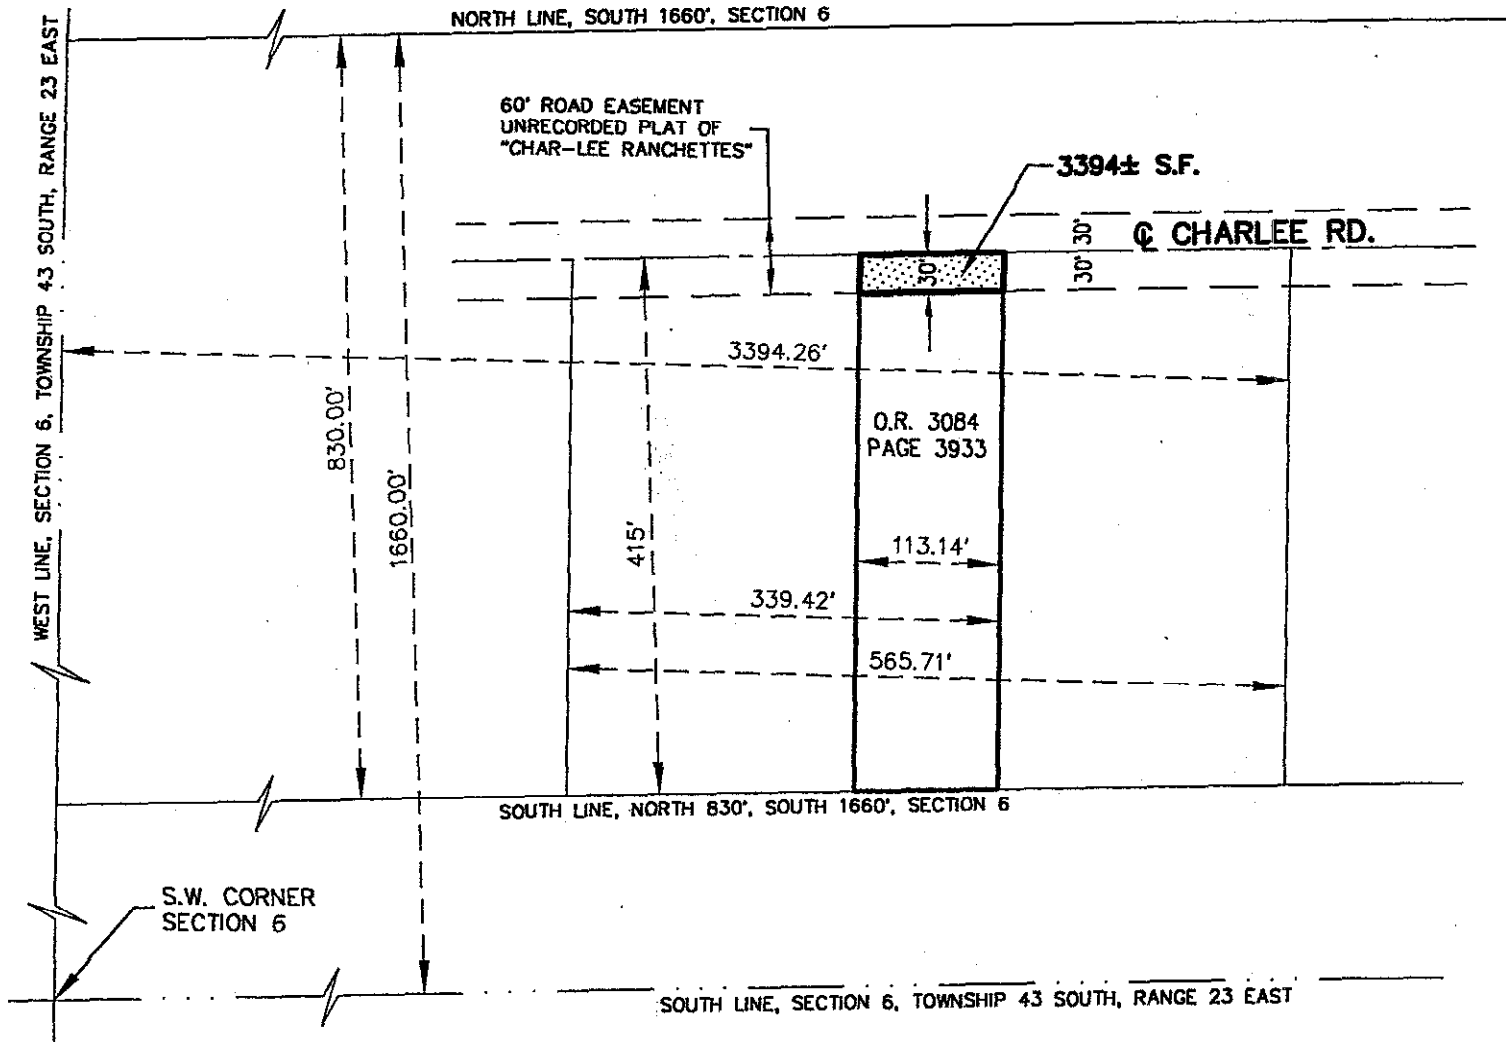 NORTH LINE, SOUTH 1660', SECTION 6
WEST LINE, SECTION 6, TOWNSHIP 43 SOUTH, RANGE 23 EAST
60' ROAD EASEMENT
UNRECORDED PLAT OF
"CHAR-LEE RANCHETTES"
3394± S.F.
30'
30'
℄ CHARLEE RD.
30'
3394.26'
830.00'
1660.00'
O.R. 3084
PAGE 3933
415'
113.14'
339.42'
565.71'
SOUTH LINE, NORTH 830', SOUTH 1660', SECTION 6
S.W. CORNER
SECTION 6
SOUTH LINE, SECTION 6, TOWNSHIP 43 SOUTH, RANGE 23 EAST